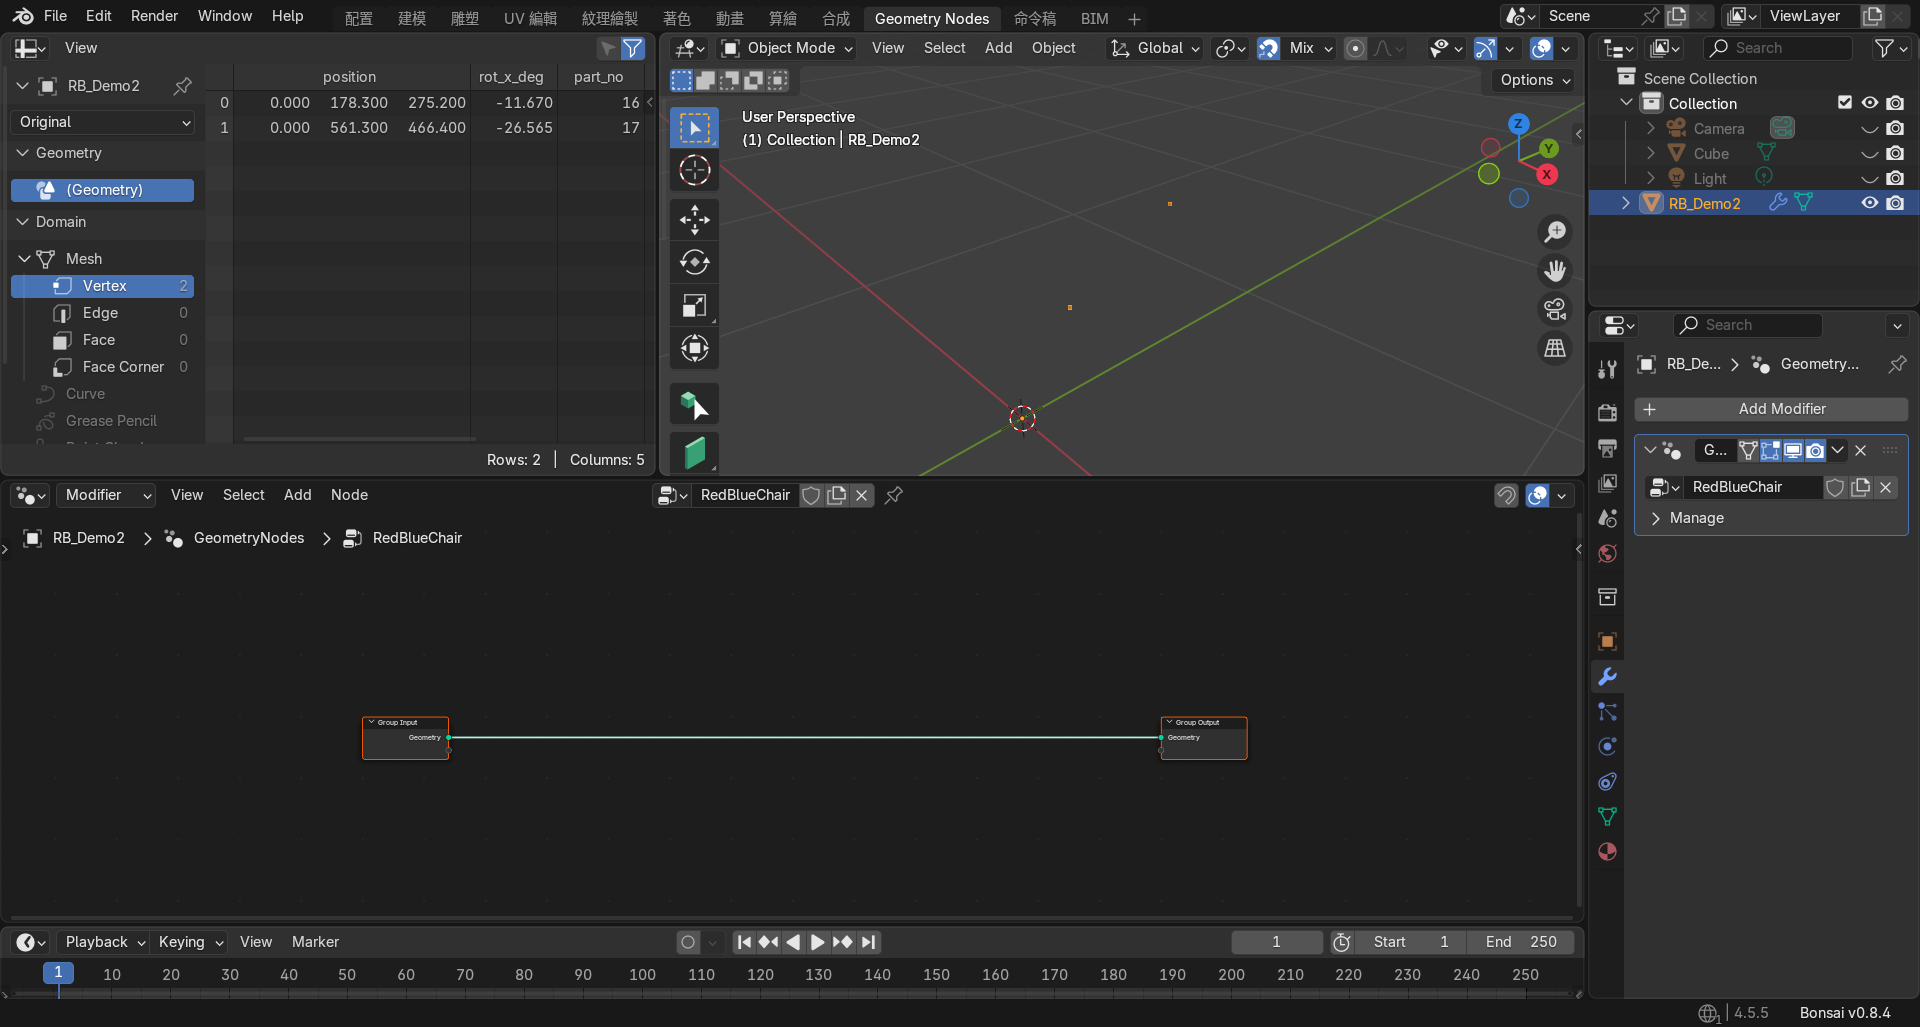 File Edit Render Window Help 配置 建模 雕塑 UV 編輯 紋理繪製 著色 動畫 算繪 合成 Geometry Nodes 命令稿 BIM + Scene ViewLayer
View
RB_Demo2
Original
Geometry
(Geometry)
Domain
Mesh
Vertex 2
Edge 0
Face 0
Face Corner 0
Curve
Grease Pencil
position rot_x_deg part_no
0 0.000 178.300 275.200 -11.670 16
1 0.000 561.300 466.400 -26.565 17
Rows: 2 | Columns: 5
Object Mode View Select Add Object Global Mix
Options
User Perspective
(1) Collection | RB_Demo2
Z
Y
X
Search
Scene Collection
Collection
Camera
Cube
Light
RB_Demo2
Search
RB_De... Geometry...
Add Modifier
G...
RedBlueChair
Manage
Modifier View Select Add Node RedBlueChair
RB_Demo2 GeometryNodes RedBlueChair
Group Input
Geometry
Group Output
Geometry
Playback Keying View Marker 1 Start 1 End 250
1 10 20 30 40 50 60 70 80 90 100 110 120 130 140 150 160 170 180 190 200 210 220 230 240 250
4.5.5 Bonsai v0.8.4